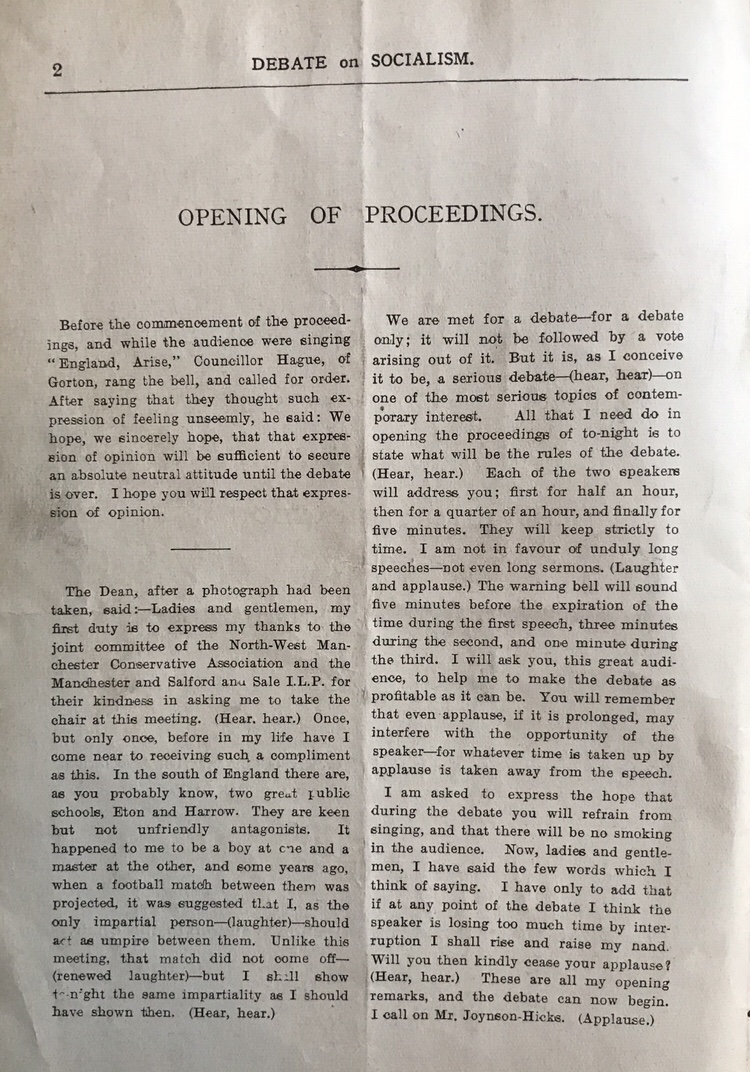 2
DEBATE on SOCIALISM.
OPENING OF PROCEEDINGS.
Before the commencement of the proceed-
ings, and while the audience were singing
"England, Arise," Councillor Hague, of
Gorton, rang the bell, and called for order.
After saying that they thought such ex-
pression of feeling unseemly, he said: We
hope, we sincerely hope, that that expres-
sion of opinion will be sufficient to secure
an absolute neutral attitude until the debate
is over. I hope you will respect that expres-
sion of opinion.
The Dean, after a photograph had been
taken, said:—Ladies and gentlemen, my
first duty is to express my thanks to the
joint committee of the North-West Man-
chester Conservative Association and the
Manchester and Salford and Sale I.L.P. for
their kindness in asking me to take the
chair at this meeting. (Hear, hear.) Once,
but only once, before in my life have I
come near to receiving such a compliment
as this. In the south of England there are,
as you probably know, two great public
schools, Eton and Harrow. They are keen
but not unfriendly antagonists. It
happened to me to be a boy at one and a
master at the other, and some years ago,
when a football match between them was
projected, it was suggested that I, as the
only impartial person—(laughter)—should
act as umpire between them. Unlike this
meeting, that match did not come off—
(renewed laughter)—but I shall show
to-night the same impartiality as I should
have shown then. (Hear, hear.)
We are met for a debate—for a debate
only; it will not be followed by a vote
arising out of it. But it is, as I conceive
it to be, a serious debate—(hear, hear)—on
one of the most serious topics of contem-
porary interest. All that I need do in
opening the proceedings of to-night is to
state what will be the rules of the debate.
(Hear, hear.) Each of the two speakers
will address you; first for half an hour,
then for a quarter of an hour, and finally for
five minutes. They will keep strictly to
time. I am not in favour of unduly long
speeches—not even long sermons. (Laughter
and applause.) The warning bell will sound
five minutes before the expiration of the
time during the first speech, three minutes
during the second, and one minute during
the third. I will ask you, this great audi-
ence, to help me to make the debate as
profitable as it can be. You will remember
that even applause, if it is prolonged, may
interfere with the opportunity of the
speaker—for whatever time is taken up by
applause is taken away from the speech.
I am asked to express the hope that
during the debate you will refrain from
singing, and that there will be no smoking
in the audience. Now, ladies and gentle-
men, I have said the few words which I
think of saying. I have only to add that
if at any point of the debate I think the
speaker is losing too much time by inter-
ruption I shall rise and raise my hand.
Will you then kindly cease your applause?
(Hear, hear.) These are all my opening
remarks, and the debate can now begin.
I call on Mr. Joynson-Hicks. (Applause.)